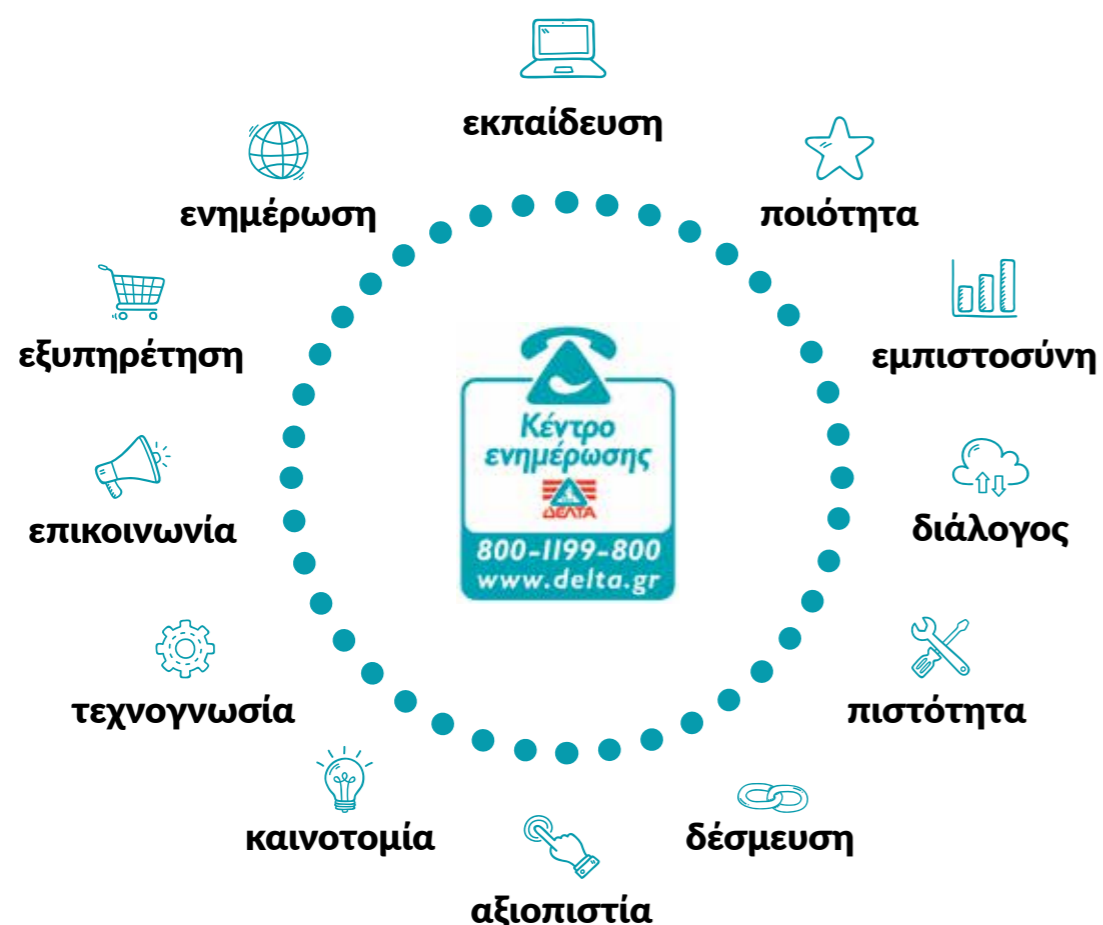 εκπαίδευση
ενημέρωση
ποιότητα
εξυπηρέτηση
εμπιστοσύνη
Κέντρο
ενημέρωσης
ΔΕΛΤΑ
800-1199-800
www.delta.gr
επικοινωνία
διάλογος
τεχνογνωσία
πιστότητα
καινοτομία
δέσμευση
αξιοπιστία